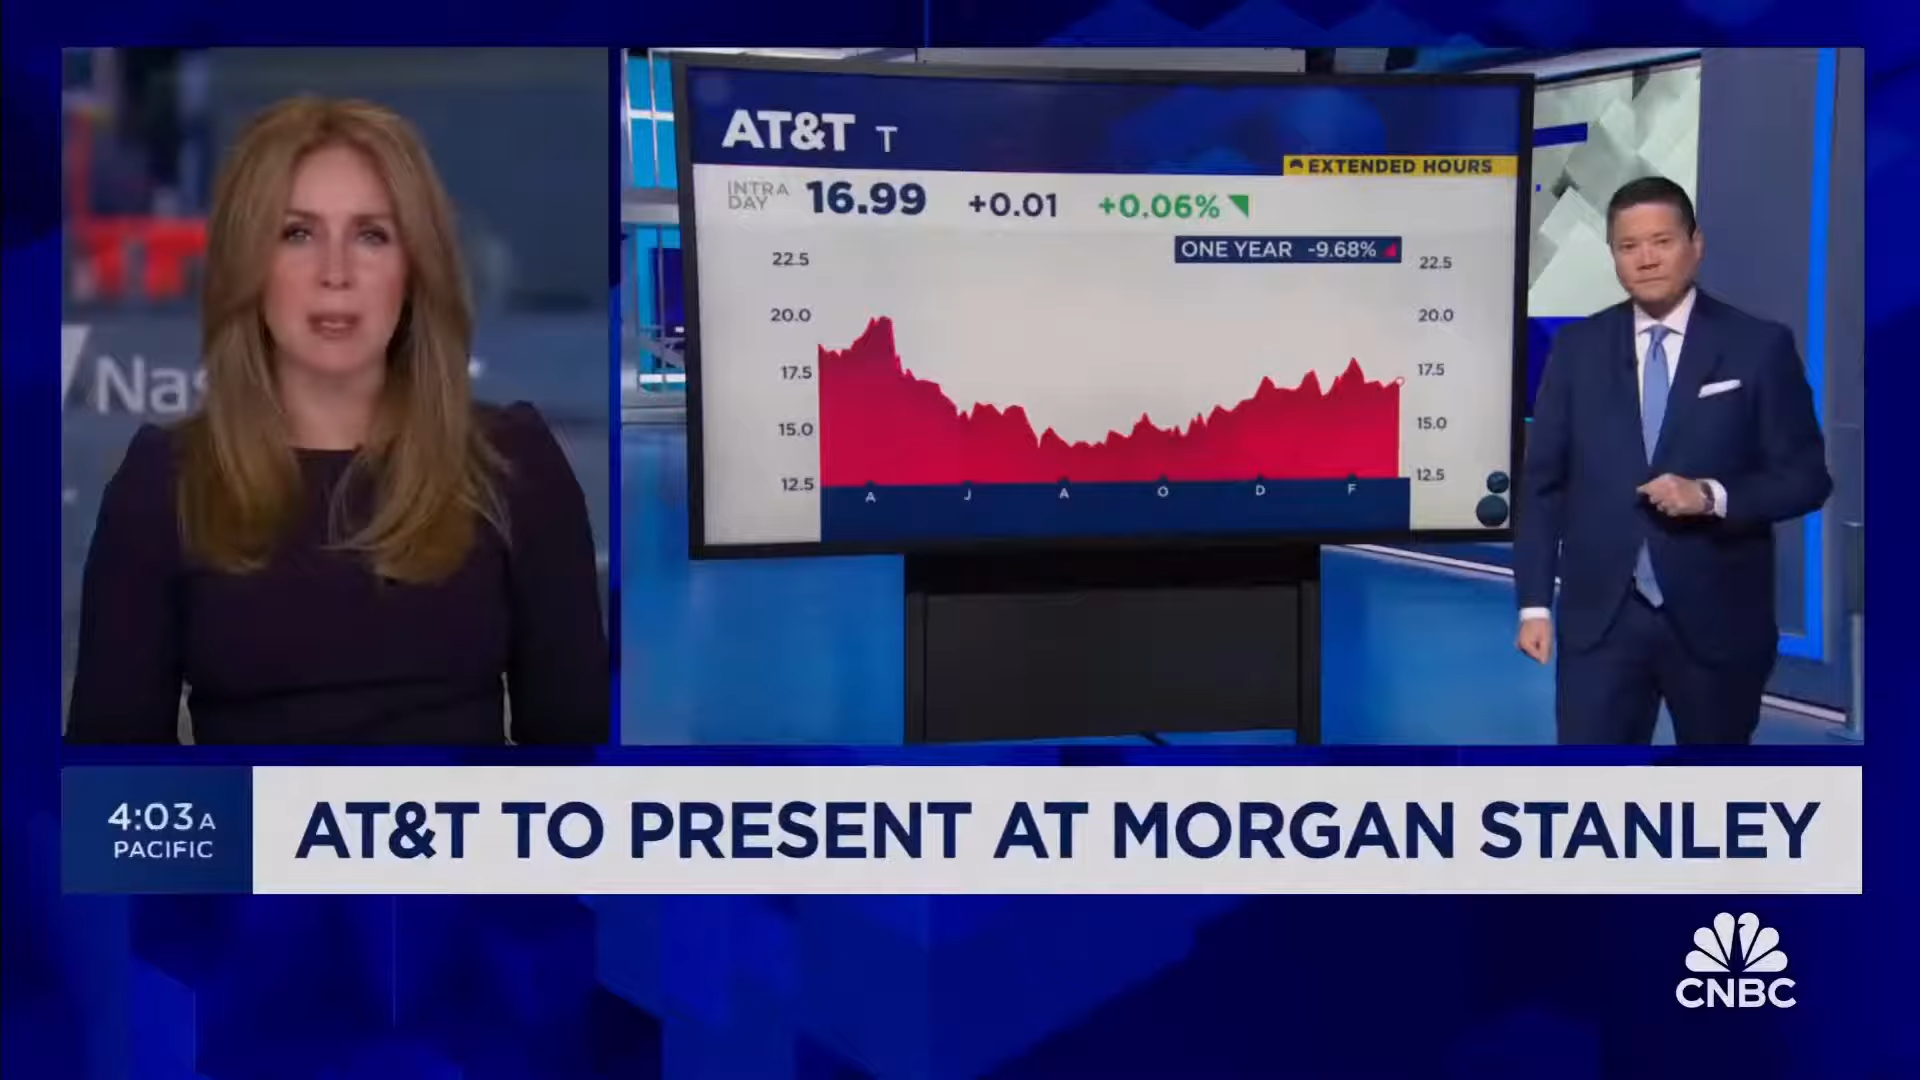 Nas
AT&T T
EXTENDED HOURS
INTRA DAY 16.99 +0.01 +0.06%
ONE YEAR -9.68%
22.5 22.5
20.0 20.0
17.5 17.5
15.0 15.0
12.5 12.5
A J A O D F
4:03A
PACIFIC
AT&T TO PRESENT AT MORGAN STANLEY
CNBC